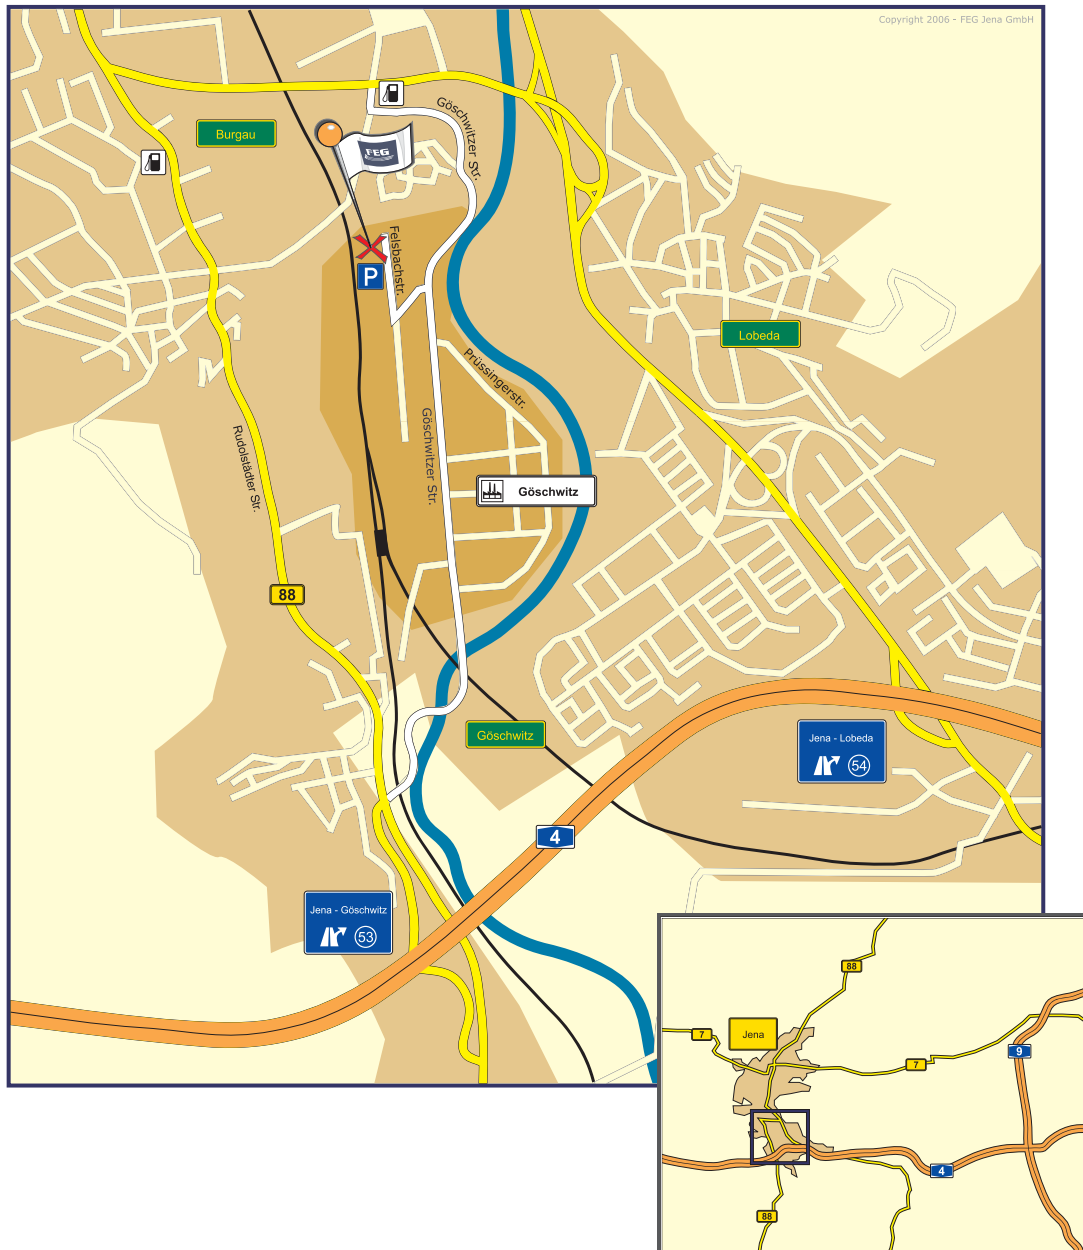 Copyright 2006 - FEG Jena GmbH
Göschwitzer Str.
Burgau
FEG
Felsbachstr.
P
Lobeda
Prüssingerstr.
Göschwitzer Str.
Rudolstädter Str.
Göschwitz
88
Göschwitz
Jena - Lobeda
54
4
Jena - Göschwitz
53
88
7
Jena
9
7
4
88